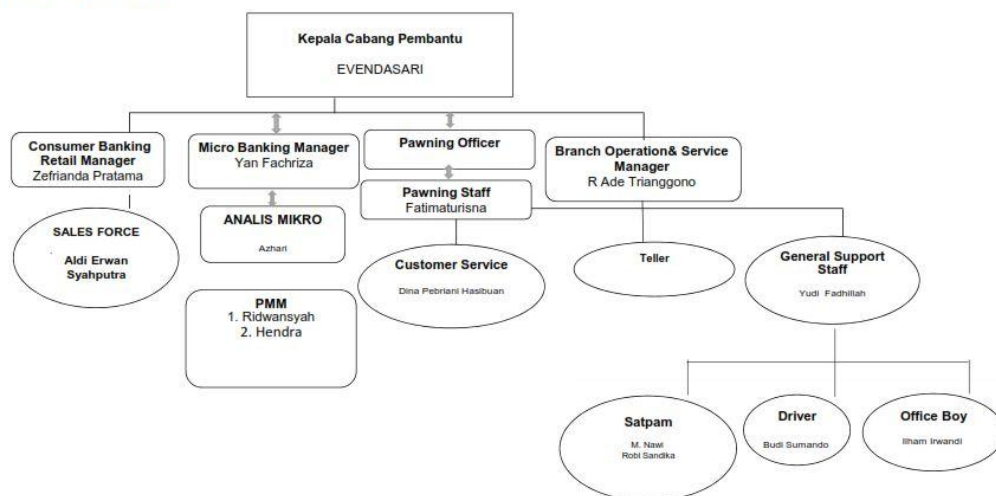 Kepala Cabang Pembantu
EVENDASARI
Consumer Banking
Retail Manager
Zefrianda Pratama
Micro Banking Manager
Yan Fachriza
Pawning Officer
Branch Operation& Service
Manager
R Ade Trianggono
Pawning Staff
Fatimaturisna
SALES FORCE
Aldi Erwan
Syahputra
ANALIS MIKRO
Azhari
Customer Service
Dina Pebriani Hasibuan
Teller
General Support
Staff
Yudi Fadhillah
PMM
1. Ridwansyah
2. Hendra
Satpam
M. Nawi
Robi Sandika
Driver
Budi Sumando
Office Boy
Ilham Irwandi